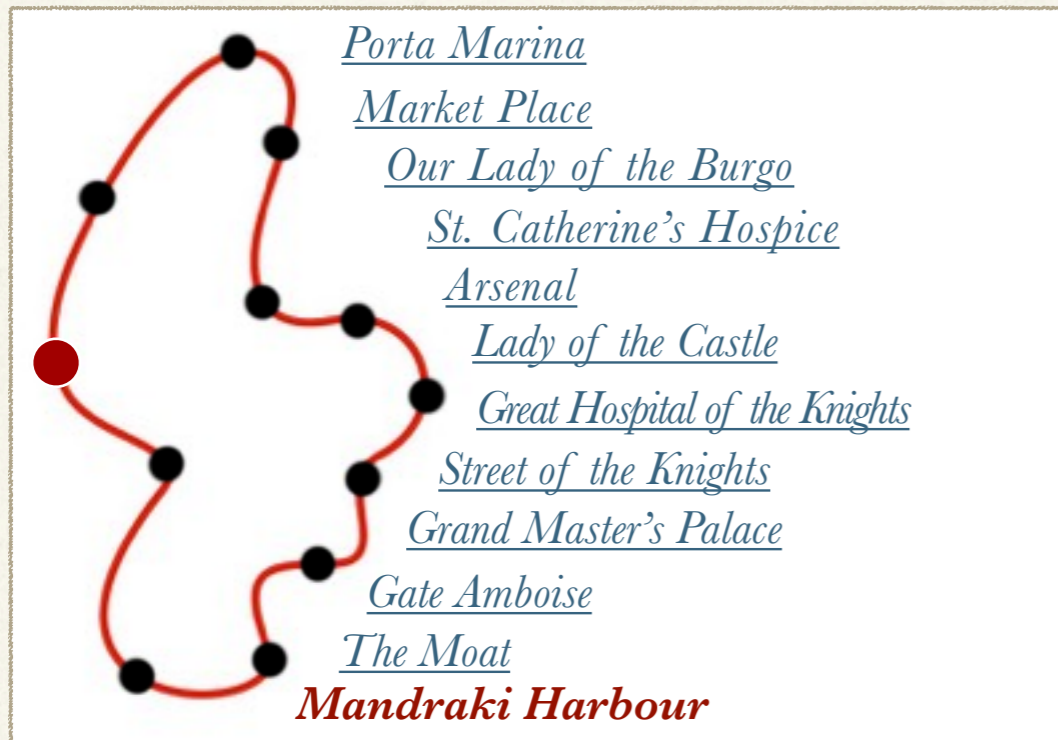 Porta Marina
Market Place
Our Lady of the Burgo
St. Catherine’s Hospice
Arsenal
Lady of the Castle
Great Hospital of the Knights
Street of the Knights
Grand Master’s Palace
Gate Amboise
The Moat
Mandraki Harbour